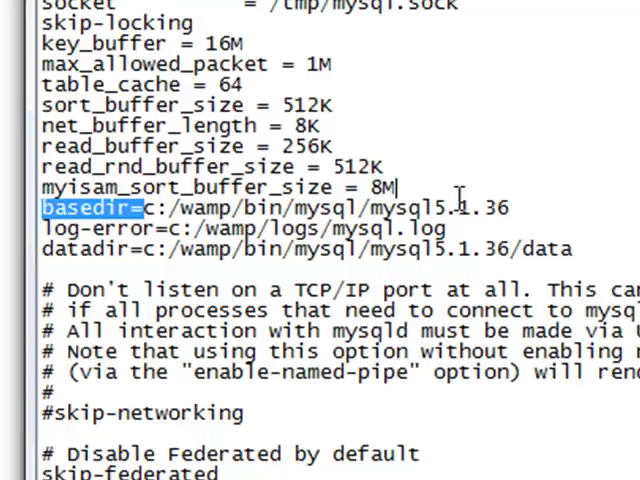 socket = /tmp/mysql.sock
skip-locking
key_buffer = 16M
max_allowed_packet = 1M
table_cache = 64
sort_buffer_size = 512K
net_buffer_length = 8K
read_buffer_size = 256K
read_rnd_buffer_size = 512K
myisam_sort_buffer_size = 8M
basedir=c:/wamp/bin/mysql/mysql5.1.36
log-error=c:/wamp/logs/mysql.log
datadir=c:/wamp/bin/mysql/mysql5.1.36/data
# Don't listen on a TCP/IP port at all. This
# if all processes that need to connect to
# All interaction with mysqld must be made via
# Note that using this option without enabling
# (via the "enable-named-pipe" option) will
#
#skip-networking
# Disable Federated by default
skip-federated